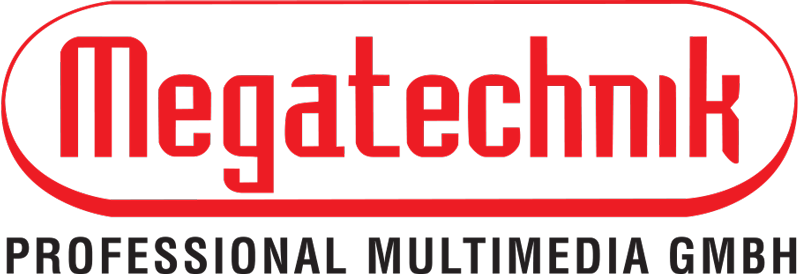 Megatechnik
PROFESSIONAL MULTIMEDIA GMBH